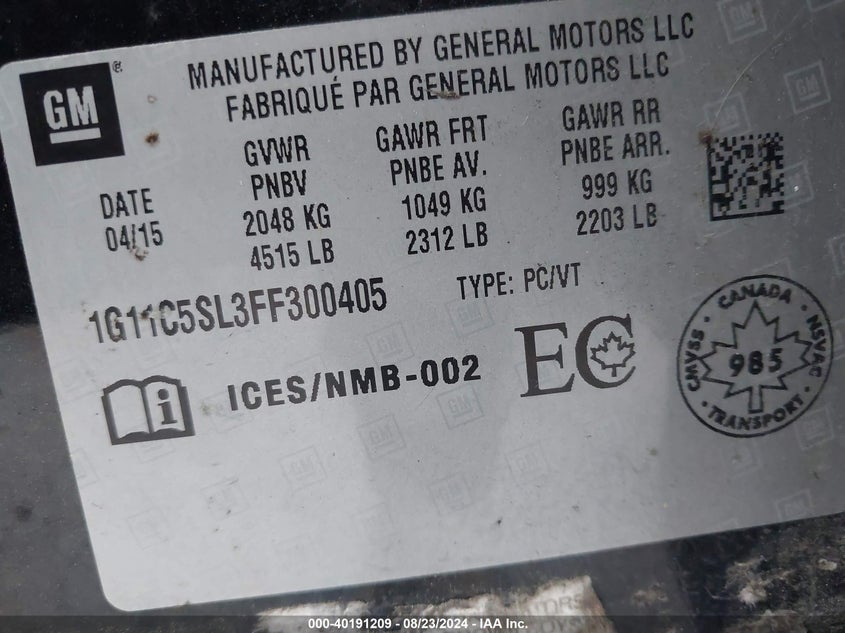 GM
®
MANUFACTURED BY GENERAL MOTORS LLC
FABRIQUÉ PAR GENERAL MOTORS LLC
DATE
04/15
GVWR
PNBV
2048 KG
4515 LB
GAWR FRT
PNBE AV.
1049 KG
2312 LB
GAWR RR
PNBE ARR.
999 KG
2203 LB
1G11C5SL3FF300405
TYPE: PC/VT
i
ICES/NMB-002
EC
CANADA
CMVSS
NSVAC
985
TRANSPORT
000-40191209 - 08/23/2024 - IAA Inc.